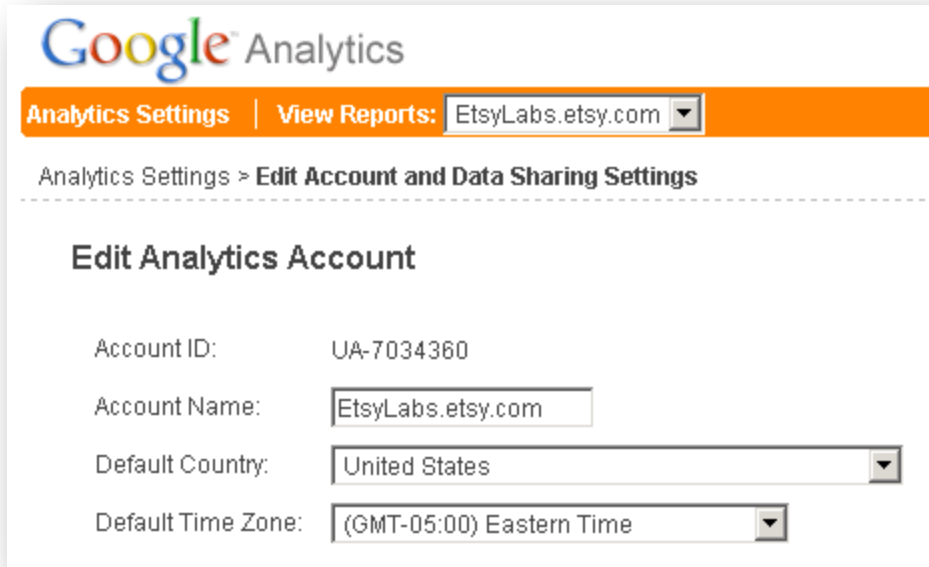 Google Analytics
Analytics Settings | View Reports: EtsyLabs.etsy.com
Analytics Settings > Edit Account and Data Sharing Settings
Edit Analytics Account
Account ID: UA-7034360
Account Name: EtsyLabs.etsy.com
Default Country: United States
Default Time Zone: (GMT-05:00) Eastern Time